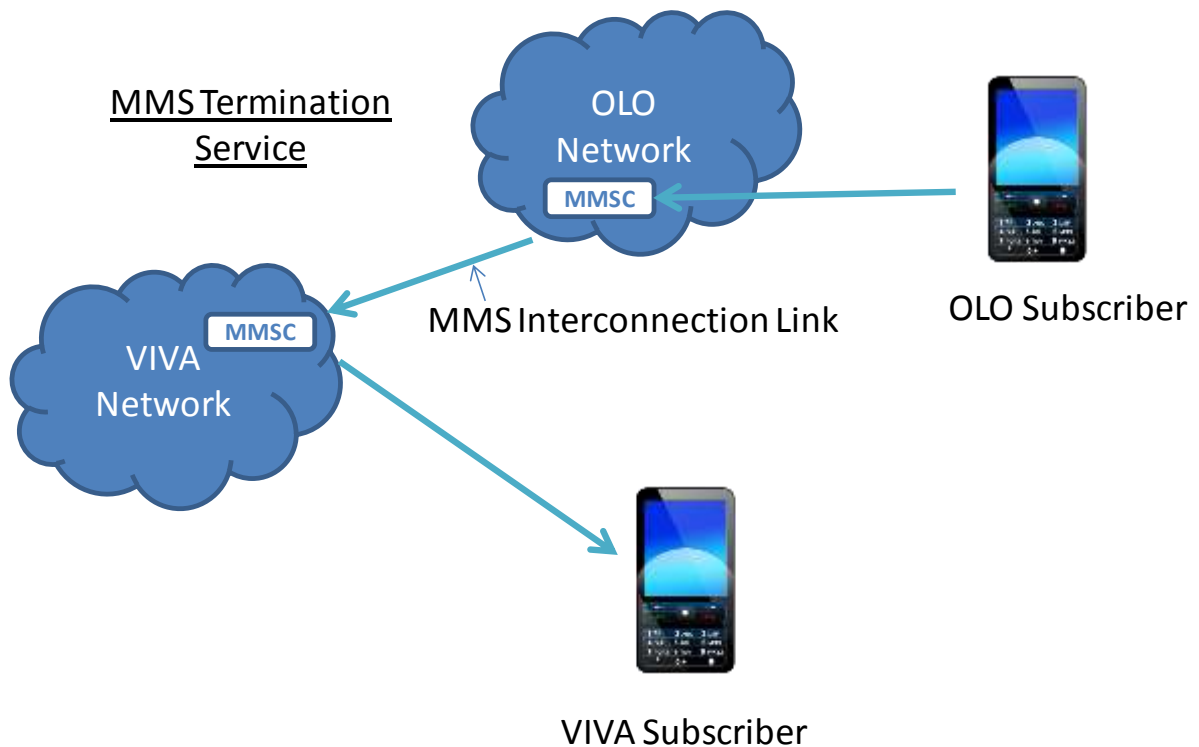 MMS Termination
Service
OLO
Network
MMSC
OLO Subscriber
MMS Interconnection Link
MMSC
VIVA
Network
VIVA Subscriber